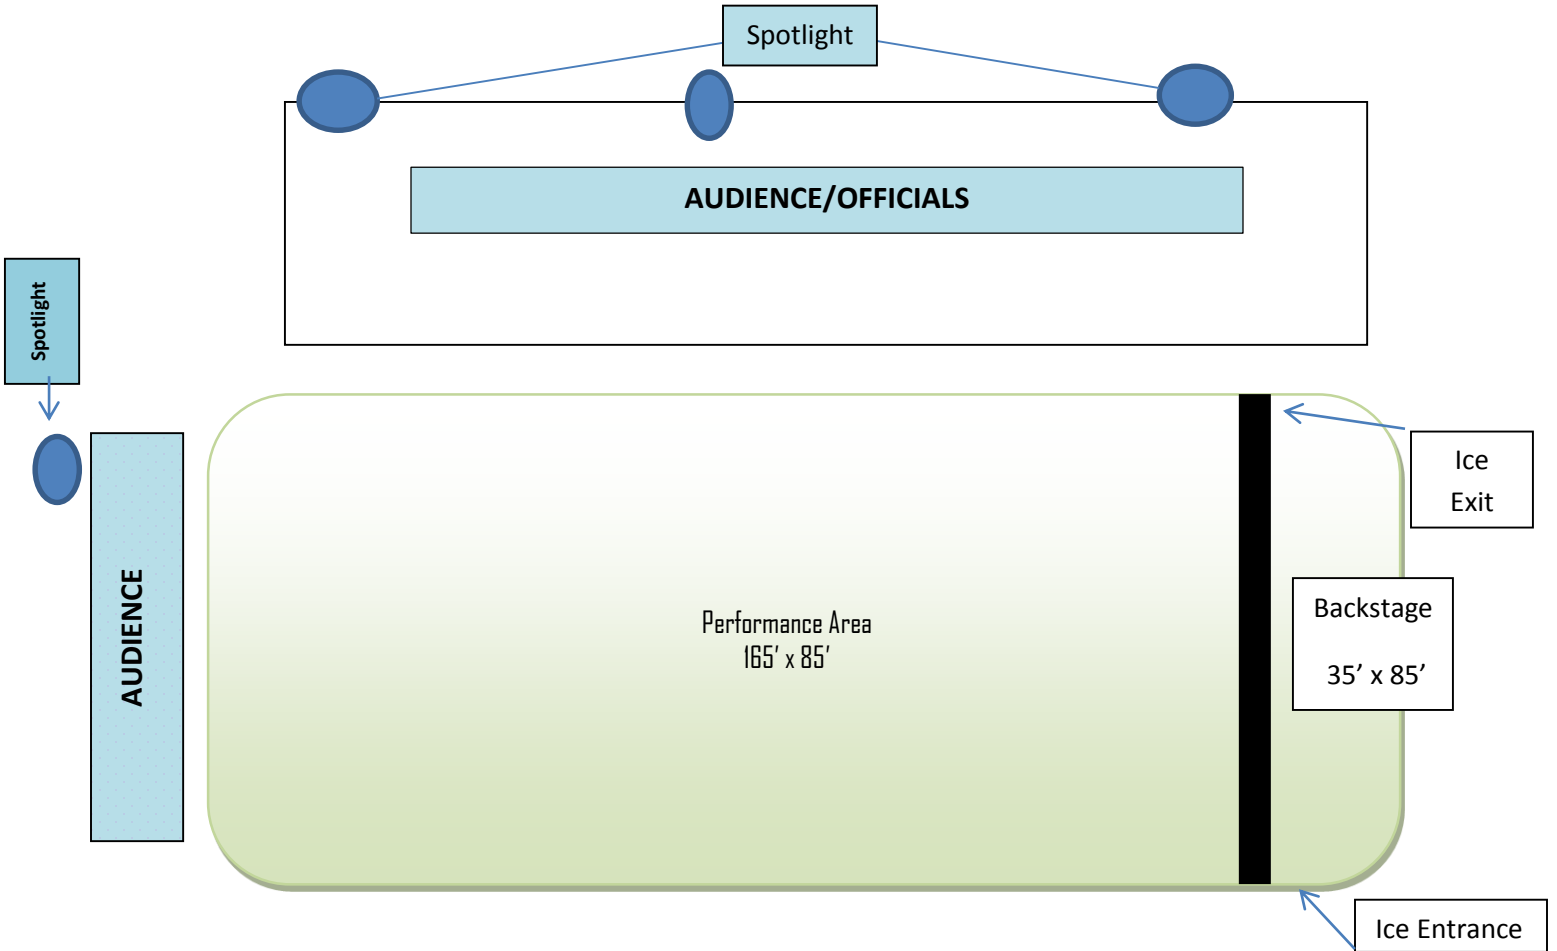 Spotlight
AUDIENCE/OFFICIALS
Spotlight
Ice
Exit
AUDIENCE
Performance Area
165’ x 85’
Backstage
35’ x 85’
Ice Entrance